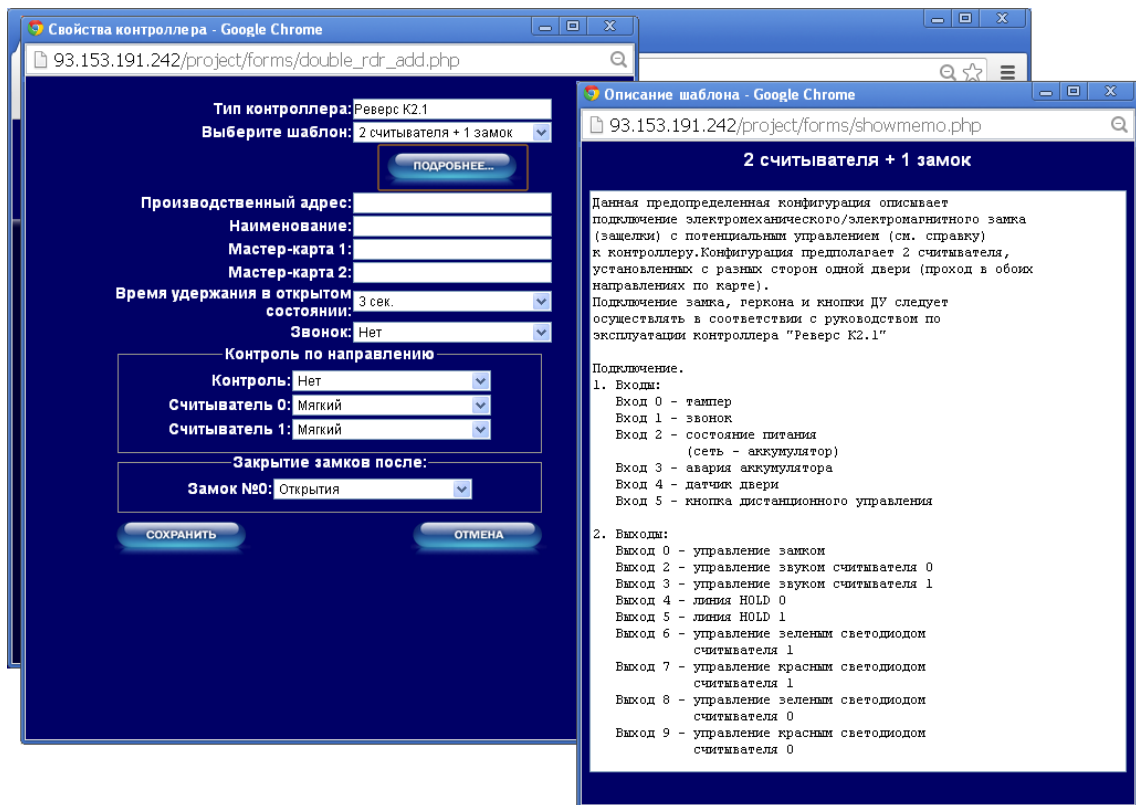 Свойства контроллера - Google Chrome
93.153.191.242/project/forms/double_rdr_add.php
Тип контроллера: Реверс К2.1
Выберите шаблон: 2 считывателя + 1 замок
ПОДРОБНЕЕ...
Производственный адрес:
Наименование:
Мастер-карта 1:
Мастер-карта 2:
Время удержания в открытом
состоянии: 3 сек.
Звонок: Нет
Контроль по направлению
Контроль: Нет
Считыватель 0: Мягкий
Считыватель 1: Мягкий
Закрытие замков после:
Замок №0: Открытия
СОХРАНИТЬ
ОТМЕНА
Описание шаблона - Google Chrome
93.153.191.242/project/forms/showmemo.php
2 считывателя + 1 замок
Данная предопределенная конфигурация описывает
подключение электромеханического/электромагнитного замка
(защелки) с потенциальным управлением (см. справку)
к контроллеру.Конфигурация предполагает 2 считывателя,
установленных с разных сторон одной двери (проход в обоих
направлениях по карте).
Подключение замка, геркона и кнопки ДУ следует
осуществлять в соответствии с руководством по
эксплуатации контроллера "Реверс К2.1"
Подключение.
1. Входы:
Вход 0 - тампер
Вход 1 - звонок
Вход 2 - состояние питания
(сеть - аккумулятор)
Вход 3 - авария аккумулятора
Вход 4 - датчик двери
Вход 5 - кнопка дистанционного управления
2. Выходы:
Выход 0 - управление замком
Выход 2 - управление звуком считывателя 0
Выход 3 - управление звуком считывателя 1
Выход 4 - линия HOLD 0
Выход 5 - линия HOLD 1
Выход 6 - управление зеленым светодиодом
считывателя 1
Выход 7 - управление красным светодиодом
считывателя 1
Выход 8 - управление зеленым светодиодом
считывателя 0
Выход 9 - управление красным светодиодом
считывателя 0